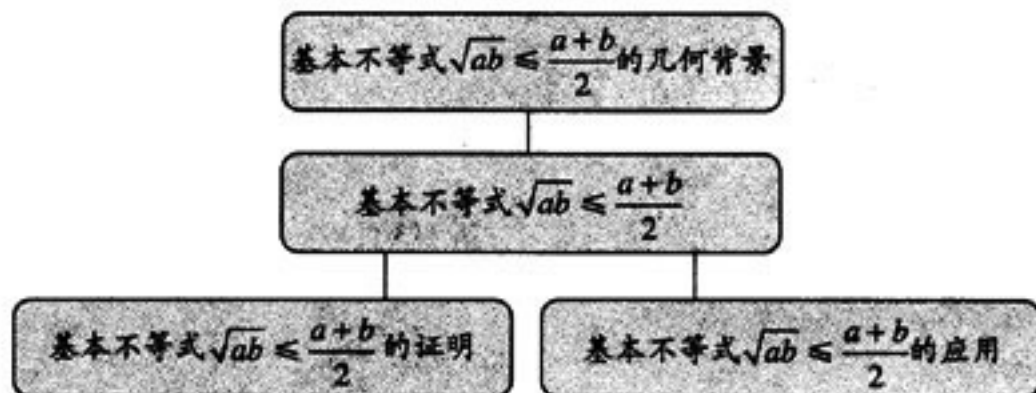 基本不等式√ab ≤ (a+b)/2 的几何背景
基本不等式√ab ≤ (a+b)/2
基本不等式√ab ≤ (a+b)/2 的证明
基本不等式√ab ≤ (a+b)/2 的应用